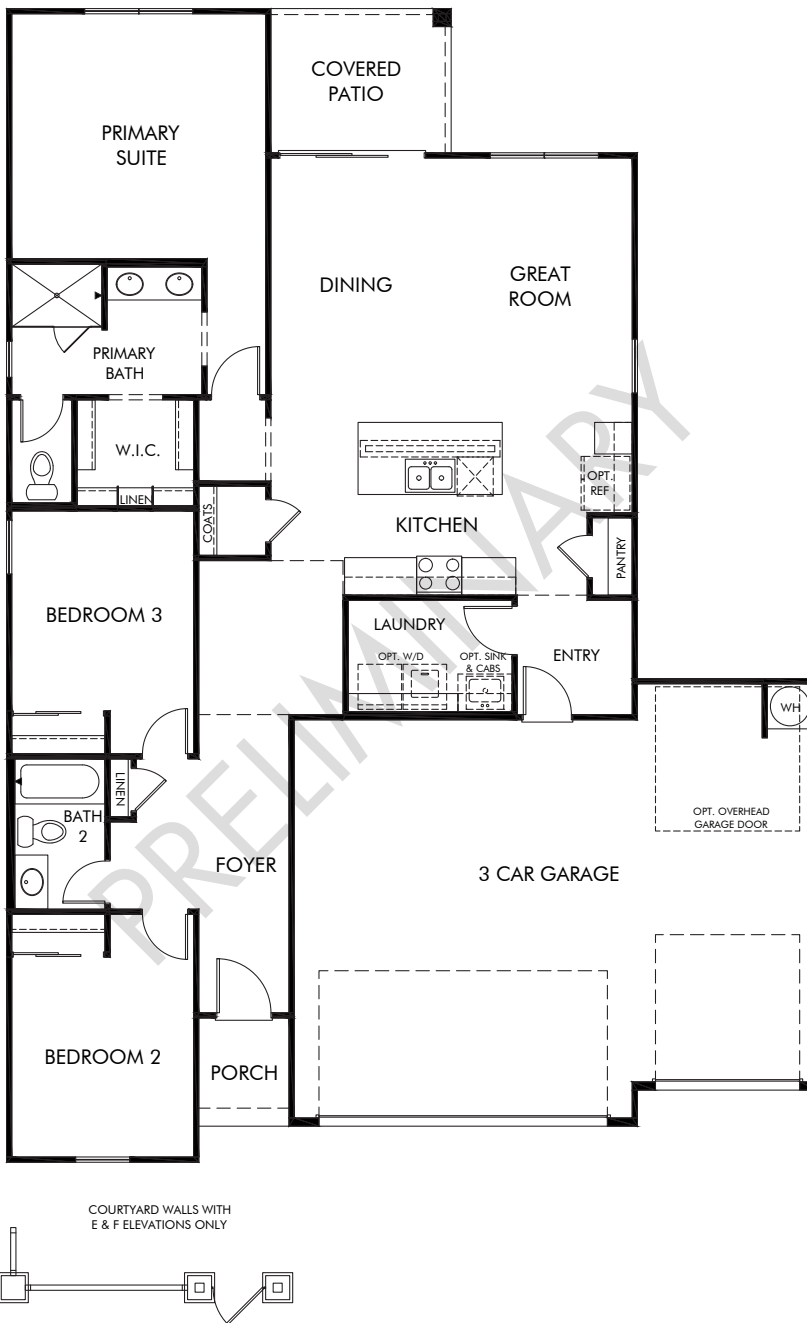 COVERED
PATIO
PRIMARY
SUITE
DINING
GREAT
ROOM
PRIMARY
BATH
W.I.C.
LINEN
COATS
OPT.
REF
KITCHEN
PANTRY
BEDROOM 3
LAUNDRY
OPT. W/D
OPT. SINK
& CABS
ENTRY
WH
LINEN
BATH
2
OPT. OVERHEAD
GARAGE DOOR
FOYER
3 CAR GARAGE
BEDROOM 2
PORCH
PRELIMINARY
COURTYARD WALLS WITH
E & F ELEVATIONS ONLY